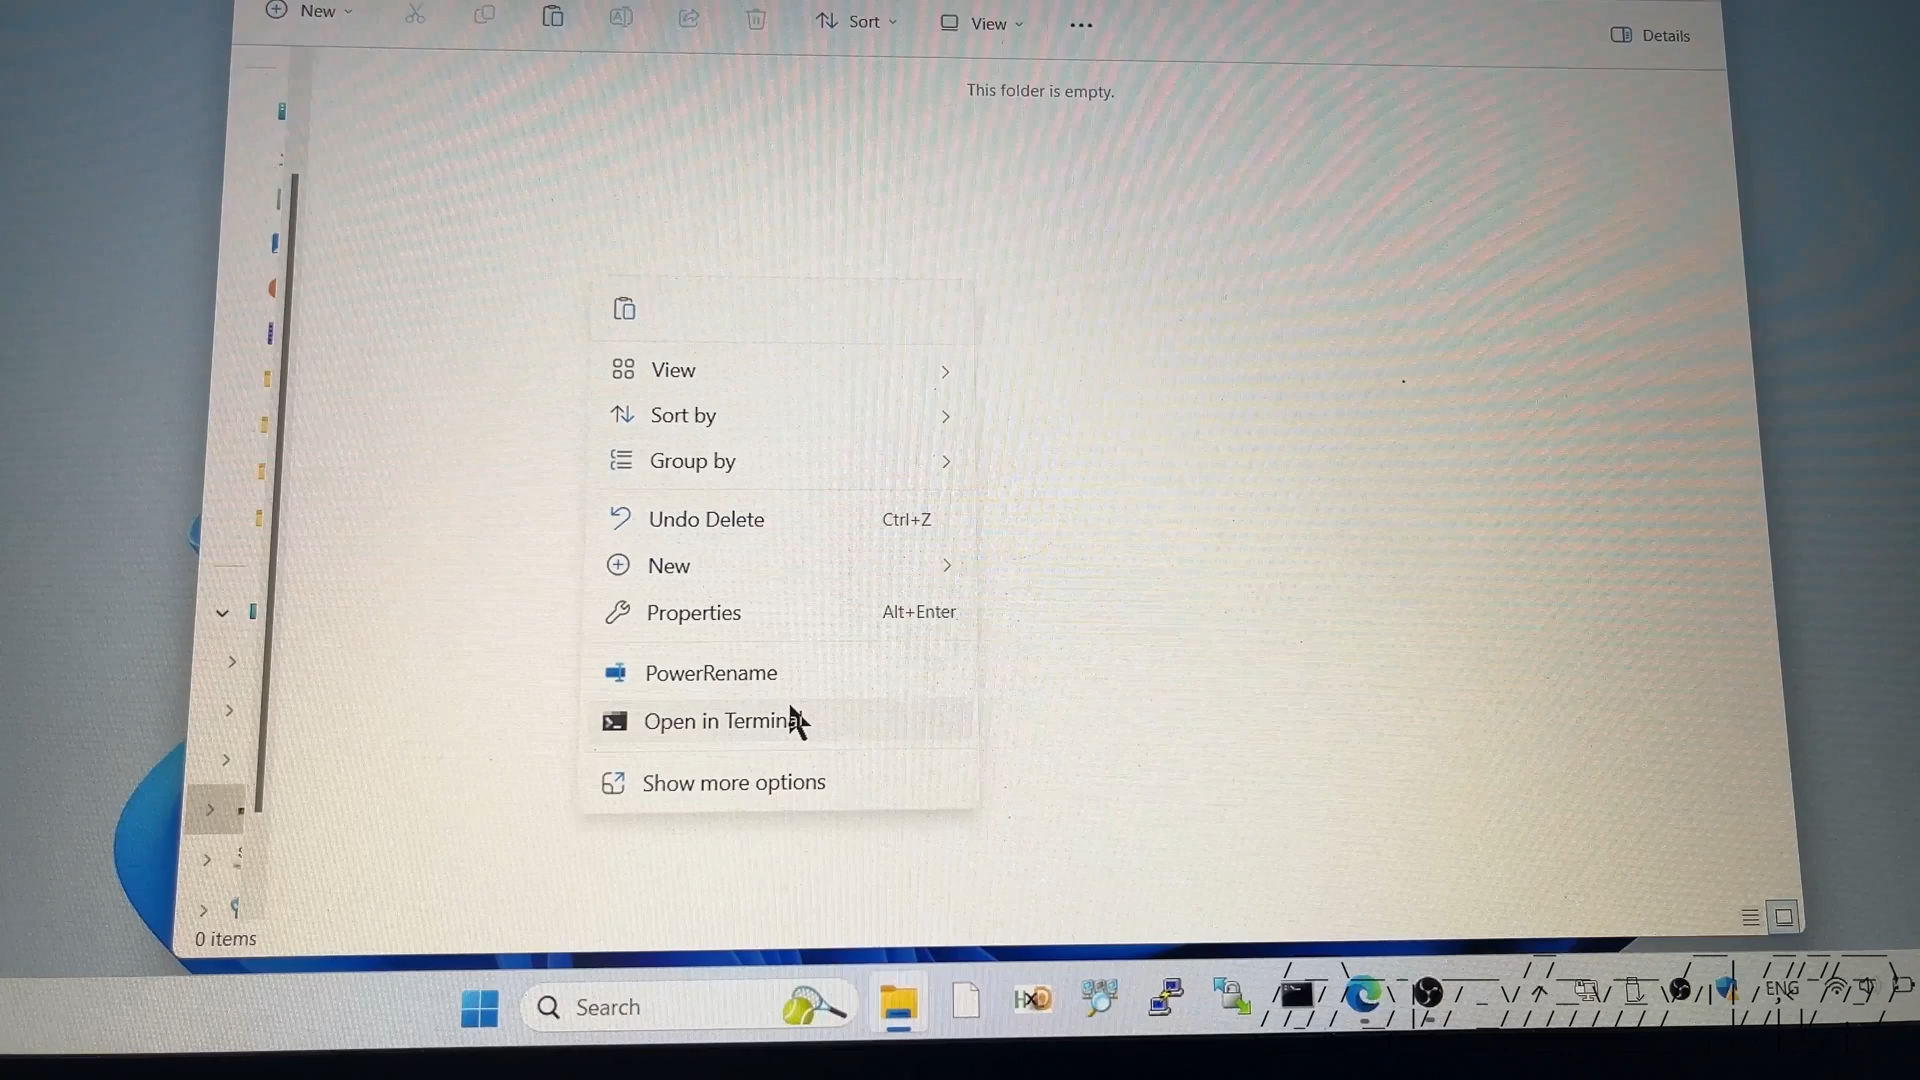 New
Sort
View
Details
This folder is empty.
View
Sort by
Group by
Undo Delete Ctrl+Z
New
Properties Alt+Enter
PowerRename
Open in Terminal
Show more options
0 items
Search
HxD
ENG